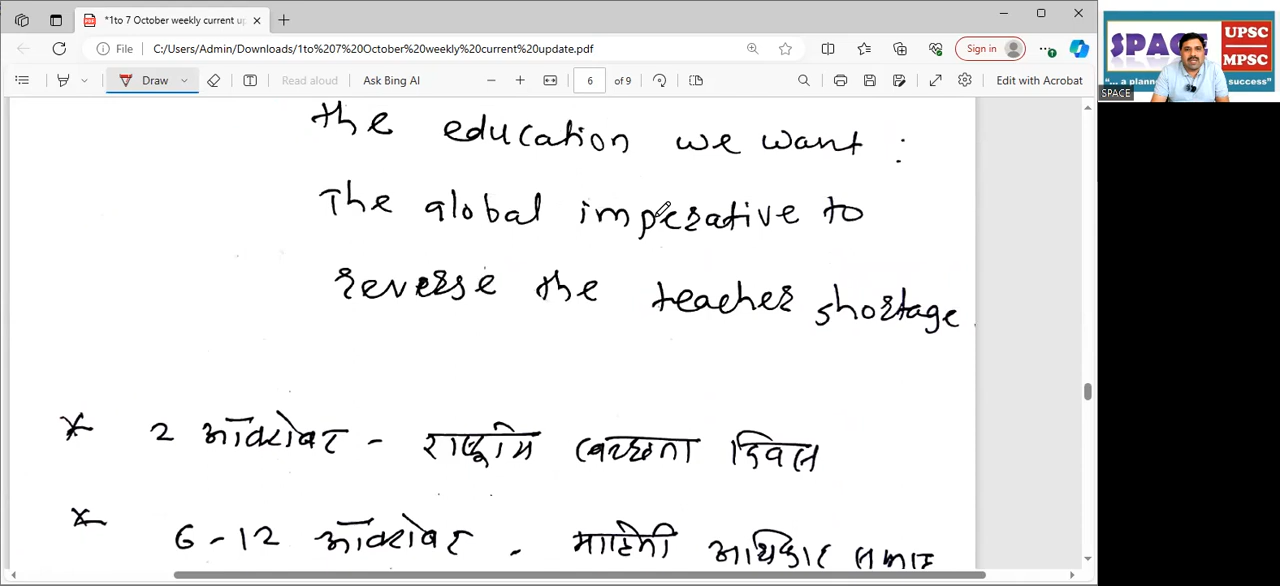 *1to 7 October weekly current up
Sign in
File
C:/Users/Admin/Downloads/1to%207%20October%20weekly%20current%20update.pdf
Draw
Read aloud
Ask Bing AI
6
of 9
Edit with Acrobat
SPACE
UPSC
MPSC
"... a planne success"
SPACE
the education we want :
The global imperative to
reverse the teacher shortage
* 2 ऑक्टोबर - राष्ट्रीय स्वच्छता दिवस
* 6 - 12 ऑक्टोबर - माहिती अधिकार सप्ताह